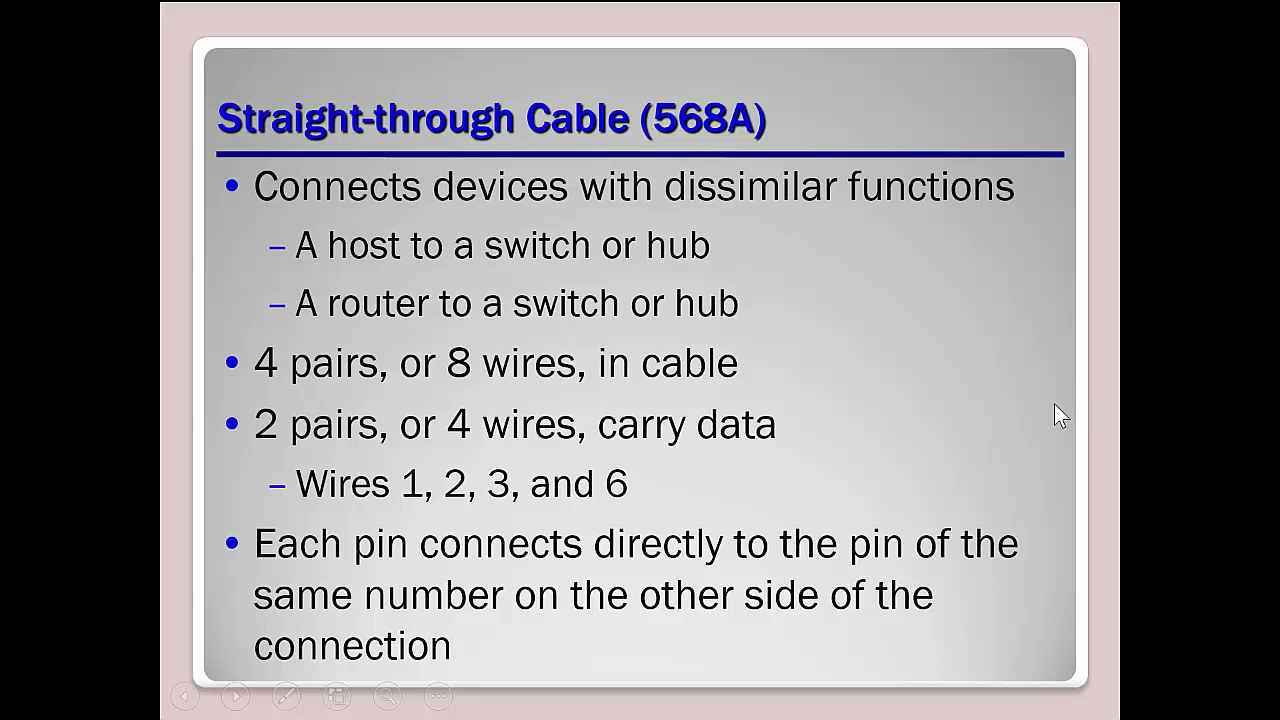 Straight-through Cable (568A)
• Connects devices with dissimilar functions
– A host to a switch or hub
– A router to a switch or hub
• 4 pairs, or 8 wires, in cable
• 2 pairs, or 4 wires, carry data
– Wires 1, 2, 3, and 6
• Each pin connects directly to the pin of the
same number on the other side of the
connection